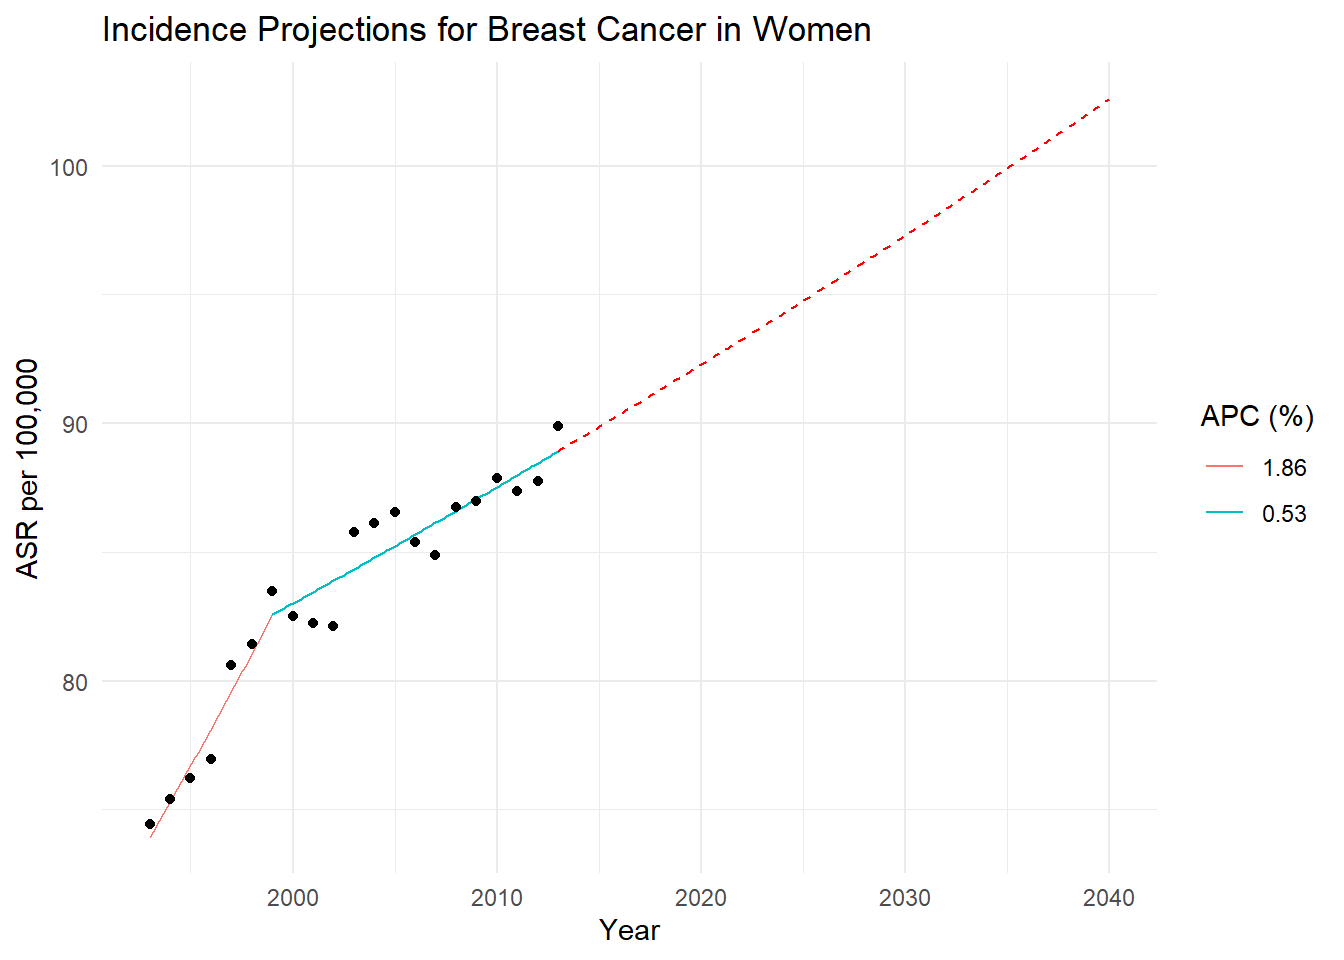 Incidence Projections for Breast Cancer in Women
ASR per 100,000
100
90
80
2000
2010
2020
2030
2040
Year
APC (%)
1.86
0.53